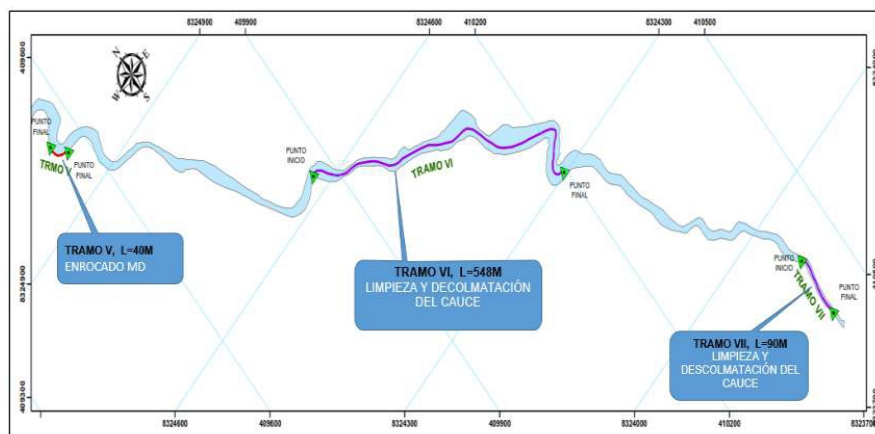 8324900
409900
8324600
410200
8324300
410500
409600
N
E
W
S
PUNTO
FINAL
TRMO V
PUNTO
FINAL
PUNTO
INICIO
TRAMO VI
PUNTO
FINAL
TRAMO V, L=40M
ENROCADO MD
TRAMO VI, L=548M
LIMPIEZA Y DECOLMATACIÓN
DEL CAUCE
PUNTO
INICIO
TRAMO VII
PUNTO
FINAL
TRAMO VII, L=90M
LIMPIEZA Y
DESCOLMATACIÓN DEL
CAUCE
8324900
409300
8324600
409600
8324300
409900
8324000
410200
8323700